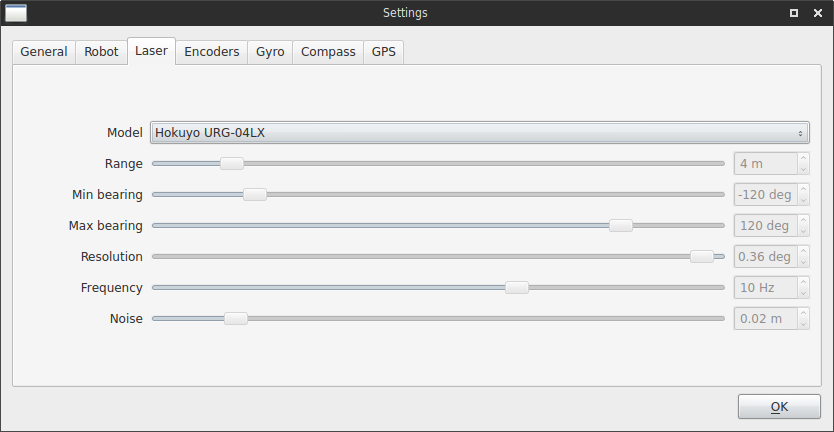 Settings
General Robot Laser Encoders Gyro Compass GPS
Model Hokuyo URG-04LX
Range 4 m
Min bearing -120 deg
Max bearing 120 deg
Resolution 0.36 deg
Frequency 10 Hz
Noise 0.02 m
OK